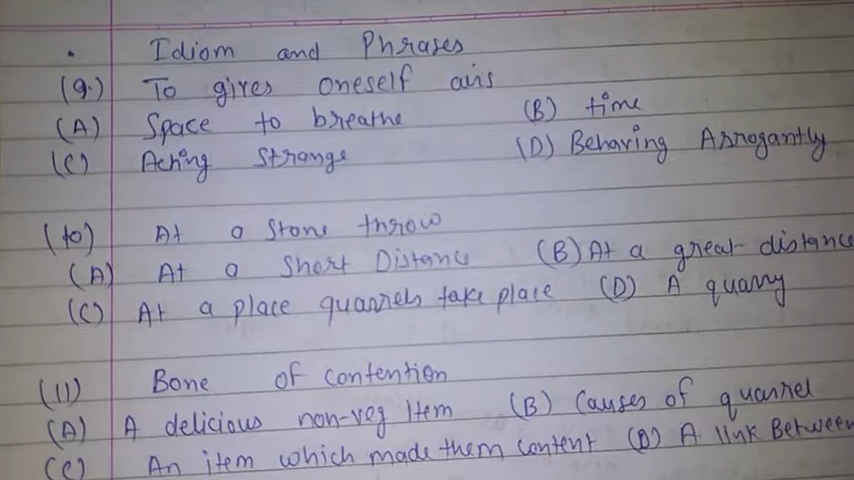 Idiom and Phrases
(9.) To gives oneself airs
(A) Space to breathe (B) time
(C) Acting Strange (D) Behaving Arrogantly
(10) At a stone throw
(A) At a Short Distance (B) At a great distance
(C) At a place quarrels take place (D) A quarry
(11) Bone of contention
(A) A delicious non-veg item (B) Causes of quarrel
(C) An item which made them content (D) A link Between